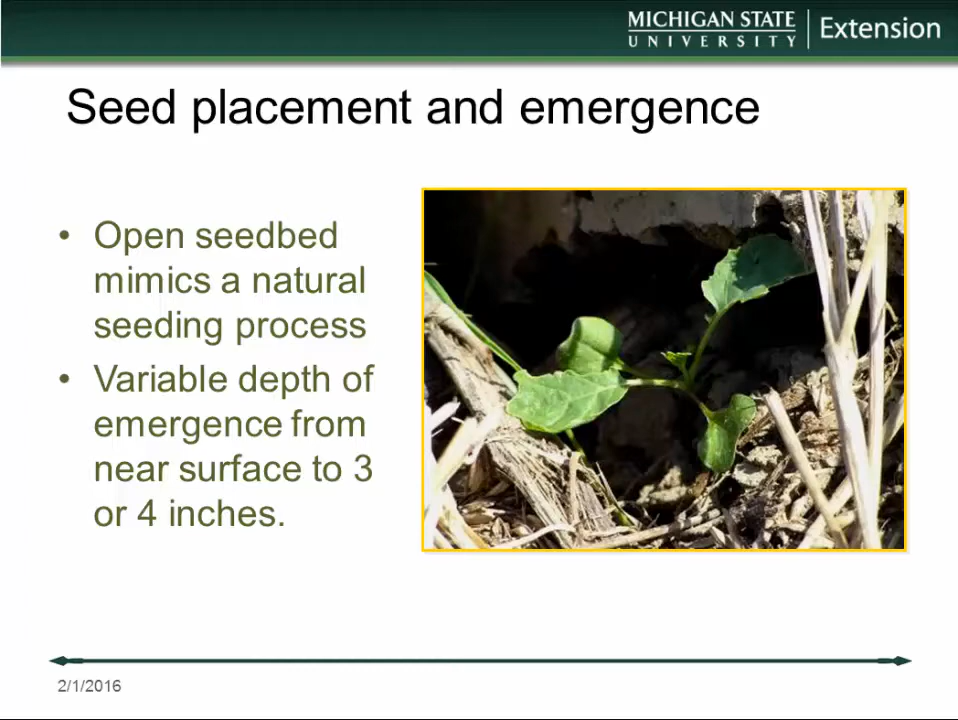 MICHIGAN STATE
UNIVERSITY
Extension
Seed placement and emergence
• Open seedbed
mimics a natural
seeding process
• Variable depth of
emergence from
near surface to 3
or 4 inches.
2/1/2016